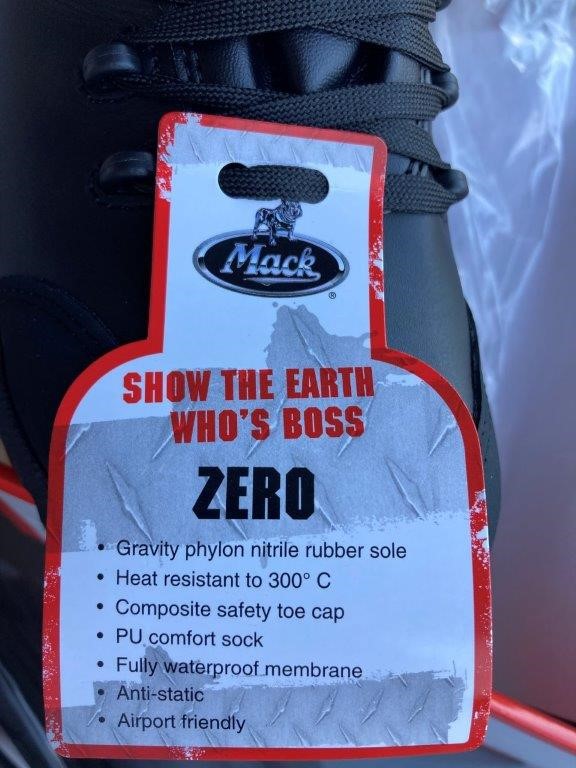 Mack
®
SHOW THE EARTH
WHO'S BOSS
ZERO
• Gravity phylon nitrile rubber sole
• Heat resistant to 300° C
• Composite safety toe cap
• PU comfort sock
• Fully waterproof membrane
• Anti-static
• Airport friendly